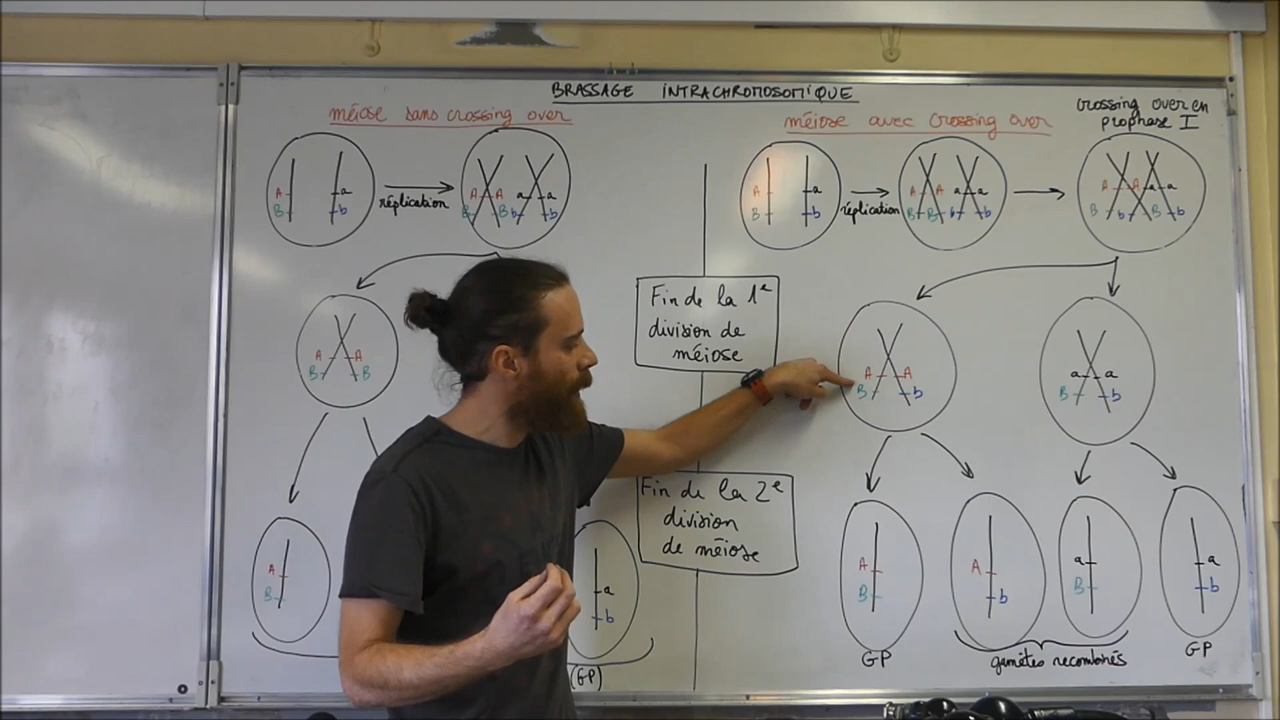 BRASSAGE INTRACHROMOSOMIQUE
méiose sans crossing over
méiose avec crossing over
crossing over en
prophase I
A
B
a
b
réplication
A A a a
B B b b
A
B
a
b
réplication
A A a a
B B b b
A A a a
B b B b
Fin de la 1e
division de
méiose
A A
B B
A A
B b
a a
B b
Fin de la 2e
division
de méiose
A
B
a
b
A
B
A
b
a
B
a
b
(GP)
GP
gamètes recombinés
GP